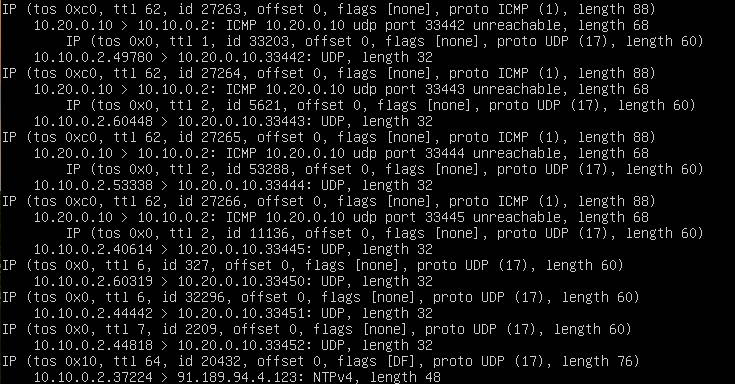 IP (tos 0xc0, ttl 62, id 27263, offset 0, flags [none], proto ICMP (1), length 88)
10.20.0.10 > 10.10.0.2: ICMP 10.20.0.10 udp port 33442 unreachable, length 68
IP (tos 0x0, ttl 1, id 33203, offset 0, flags [none], proto UDP (17), length 60)
10.10.0.2.49780 > 10.20.0.10.33442: UDP, length 32
IP (tos 0xc0, ttl 62, id 27264, offset 0, flags [none], proto ICMP (1), length 88)
10.20.0.10 > 10.10.0.2: ICMP 10.20.0.10 udp port 33443 unreachable, length 68
IP (tos 0x0, ttl 2, id 5621, offset 0, flags [none], proto UDP (17), length 60)
10.10.0.2.60448 > 10.20.0.10.33443: UDP, length 32
IP (tos 0xc0, ttl 62, id 27265, offset 0, flags [none], proto ICMP (1), length 88)
10.20.0.10 > 10.10.0.2: ICMP 10.20.0.10 udp port 33444 unreachable, length 68
IP (tos 0x0, ttl 2, id 53288, offset 0, flags [none], proto UDP (17), length 60)
10.10.0.2.53338 > 10.20.0.10.33444: UDP, length 32
IP (tos 0xc0, ttl 62, id 27266, offset 0, flags [none], proto ICMP (1), length 88)
10.20.0.10 > 10.10.0.2: ICMP 10.20.0.10 udp port 33445 unreachable, length 68
IP (tos 0x0, ttl 2, id 11136, offset 0, flags [none], proto UDP (17), length 60)
10.10.0.2.40614 > 10.20.0.10.33445: UDP, length 32
IP (tos 0x0, ttl 6, id 327, offset 0, flags [none], proto UDP (17), length 60)
10.10.0.2.60319 > 10.20.0.10.33450: UDP, length 32
IP (tos 0x0, ttl 6, id 32296, offset 0, flags [none], proto UDP (17), length 60)
10.10.0.2.44442 > 10.20.0.10.33451: UDP, length 32
IP (tos 0x0, ttl 7, id 2209, offset 0, flags [none], proto UDP (17), length 60)
10.10.0.2.44818 > 10.20.0.10.33452: UDP, length 32
IP (tos 0x10, ttl 64, id 20432, offset 0, flags [DF], proto UDP (17), length 76)
10.10.0.2.37224 > 91.189.94.4.123: NTPv4, length 48